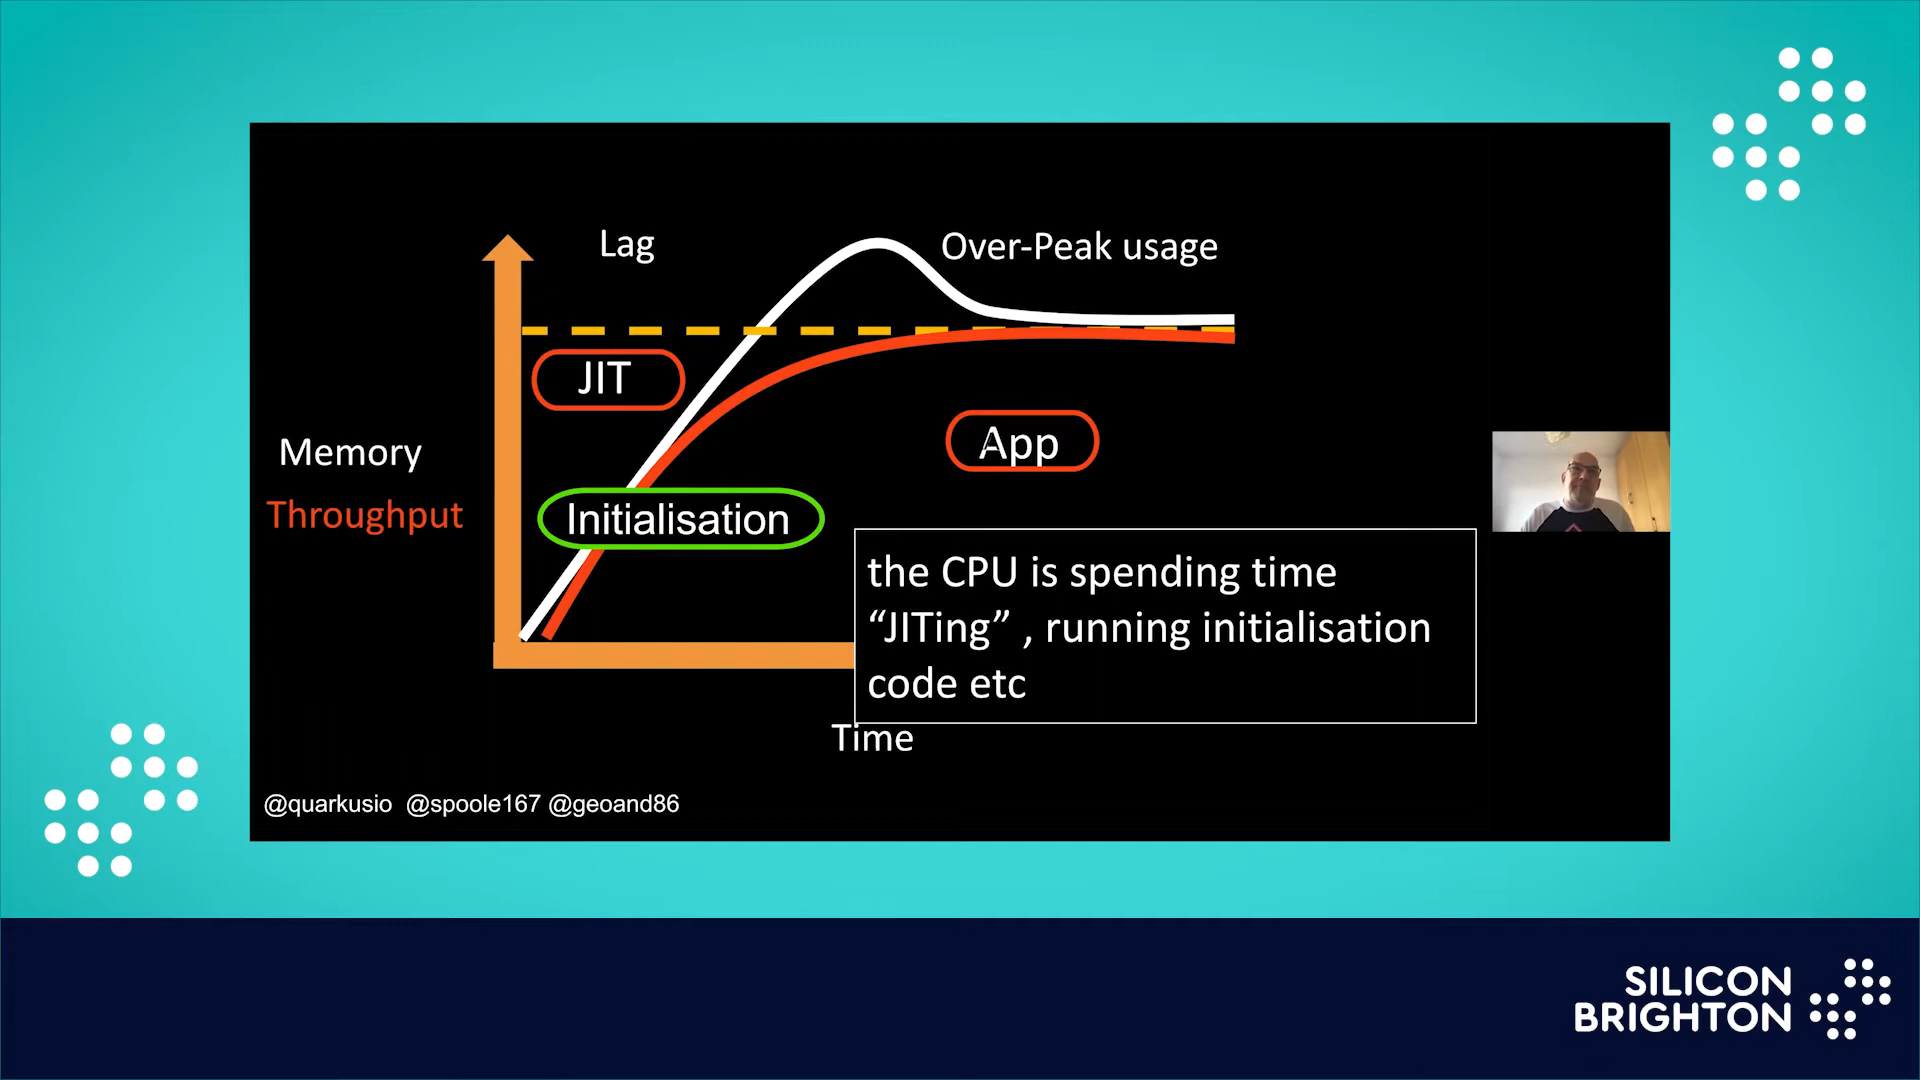 Lag
Over-Peak usage
JIT
Memory
App
Throughput
Initialisation
the CPU is spending time
“JITing” , running initialisation
code etc
Time
@quarkusio @spoole167 @geoand86
SILICON
BRIGHTON